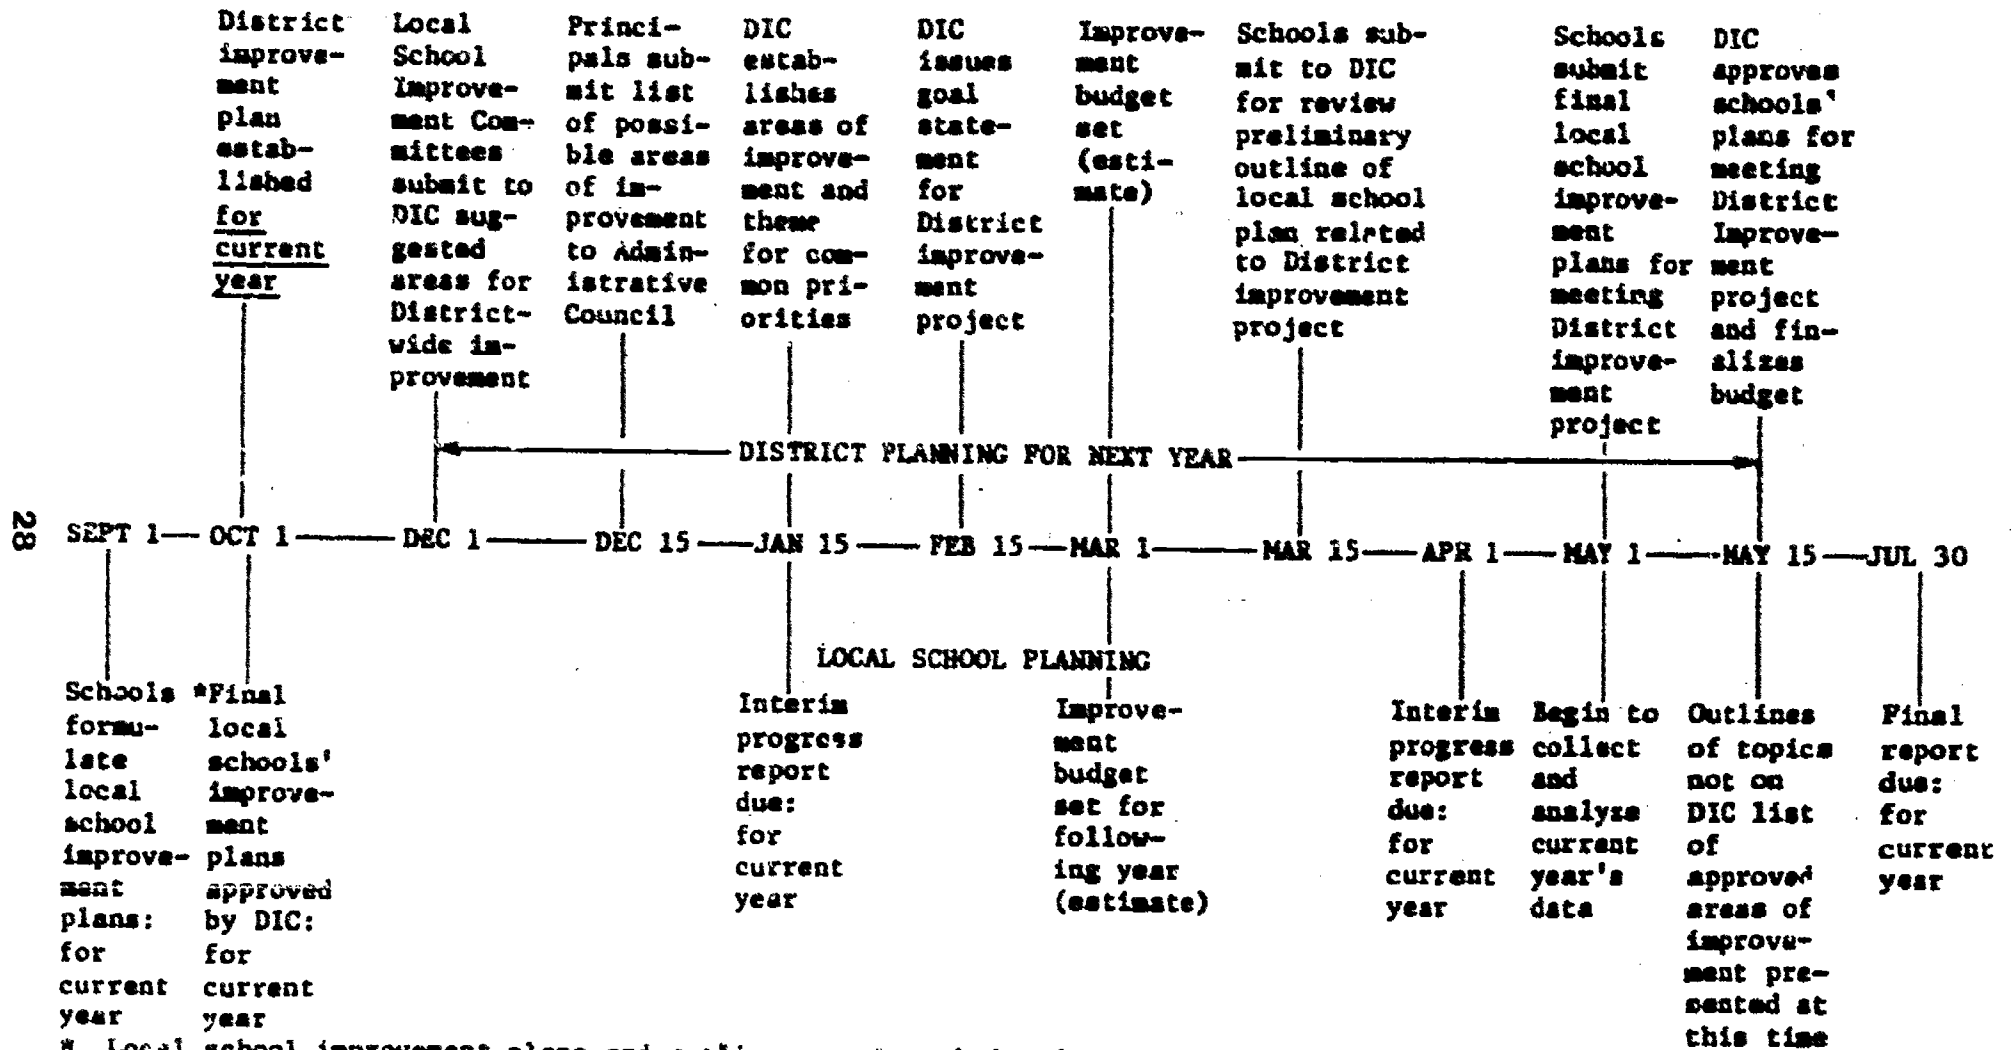 District
improve-
ment
plan
estab-
lished
for
current
year
Local
School
Improve-
ment Com-
mittees
submit to
DIC sug-
gested
areas for
District-
wide im-
provement
Princi-
pals sub-
mit list
of possi-
ble areas
of im-
provement
to Admin-
istrative
Council
DIC
estab-
lishes
areas of
improve-
ment and
theme
for com-
mon pri-
orities
DIC
issues
goal
state-
ment
for
District
improve-
ment
project
Improve-
ment
budget
set
(esti-
mate)
Schools sub-
mit to DIC
for review
preliminary
outline of
local school
plan related
to District
improvement
project
Schools
submit
final
local
school
improve-
ment
plans for
meeting
District
improve-
ment
project
DIC
approves
schools'
plans for
meeting
District
Improve-
ment
project
and fin-
alizes
budget
DISTRICT PLANNING FOR NEXT YEAR
28
SEPT 1 OCT 1 DEC 1 DEC 15 JAN 15 FEB 15 MAR 1 MAR 15 APR 1 MAY 1 MAY 15 JUL 30
LOCAL SCHOOL PLANNING
Schools
formu-
late
local
school
improve-
ment
plans:
for
current
year
*Final
local
schools'
improve-
ment
plans
approved
by DIC:
for
current
year
Interim
progress
report
due:
for
current
year
Improve-
ment
budget
set for
follow-
ing year
(estimate)
Interim
progress
report
due:
for
current
year
Begin to
collect
and
analyze
current
year's
data
Outlines
of topics
not on
DIC list
of
approved
areas of
improve-
ment pre-
sented at
this time
Final
report
due:
for
current
year
* Local school improvement plans and